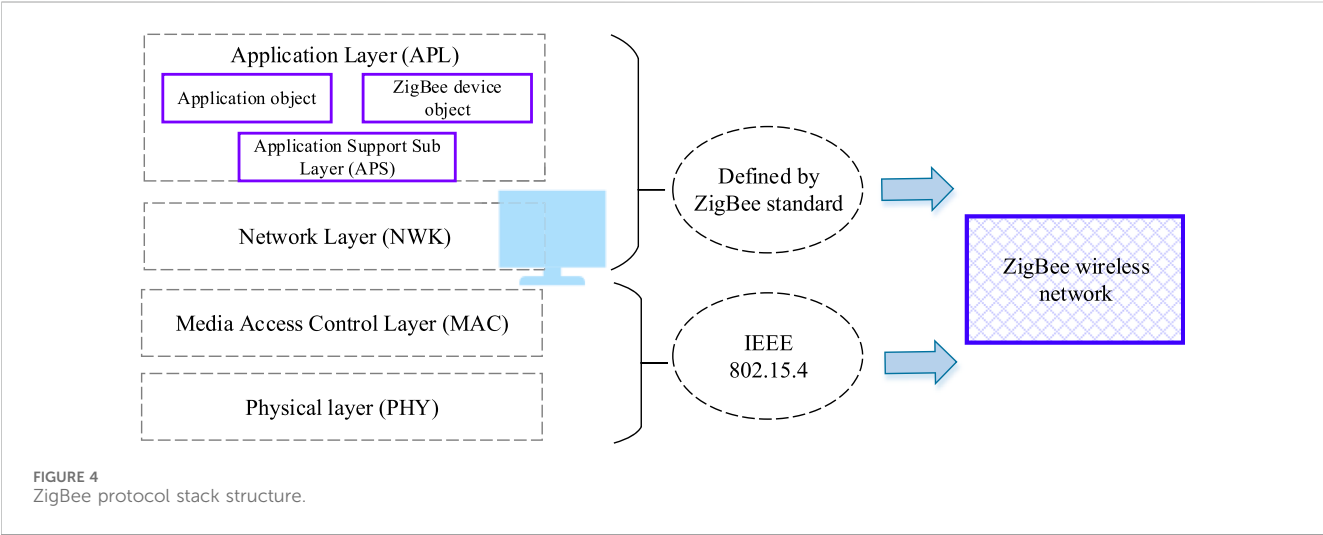 Application Layer (APL)
Application object
ZigBee device
object
Application Support Sub
Layer (APS)
Network Layer (NWK)
Media Access Control Layer (MAC)
Physical layer (PHY)
Defined by
ZigBee standard
IEEE
802.15.4
ZigBee wireless
network
FIGURE 4
ZigBee protocol stack structure.